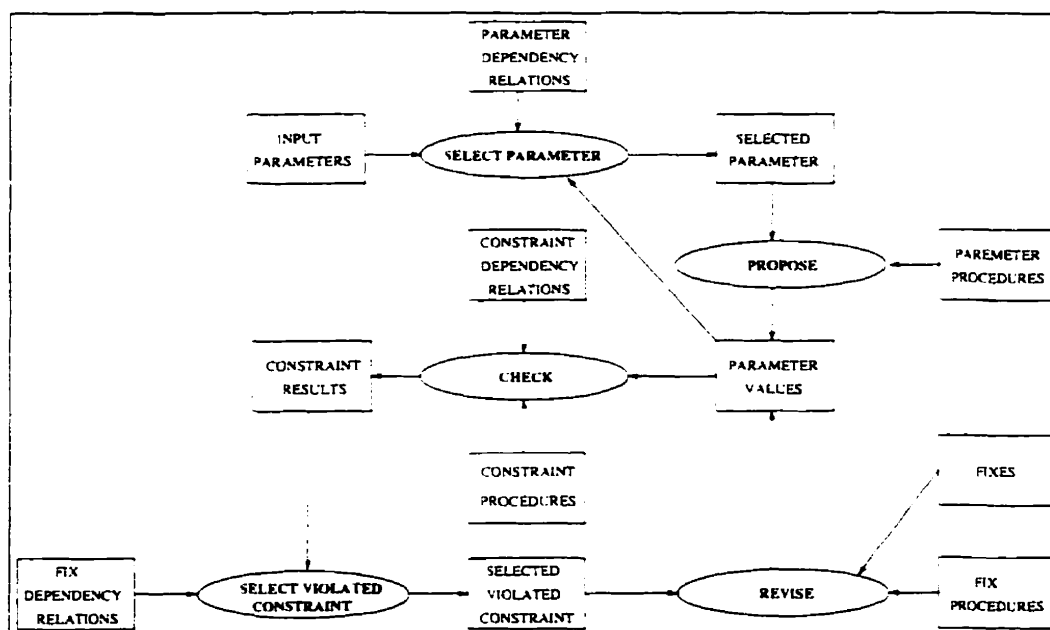 PARAMETER
DEPENDENCY
RELATIONS
INPUT
PARAMETERS
SELECT PARAMETER
SELECTED
PARAMETER
CONSTRAINT
DEPENDENCY
RELATIONS
PROPOSE
PAREMETER
PROCEDURES
CONSTRAINT
RESULTS
CHECK
PARAMETER
VALUES
CONSTRAINT
PROCEDURES
FIXES
FIX
DEPENDENCY
RELATIONS
SELECT VIOLATED
CONSTRAINT
SELECTED
VIOLATED
CONSTRAINT
REVISE
FIX
PROCEDURES